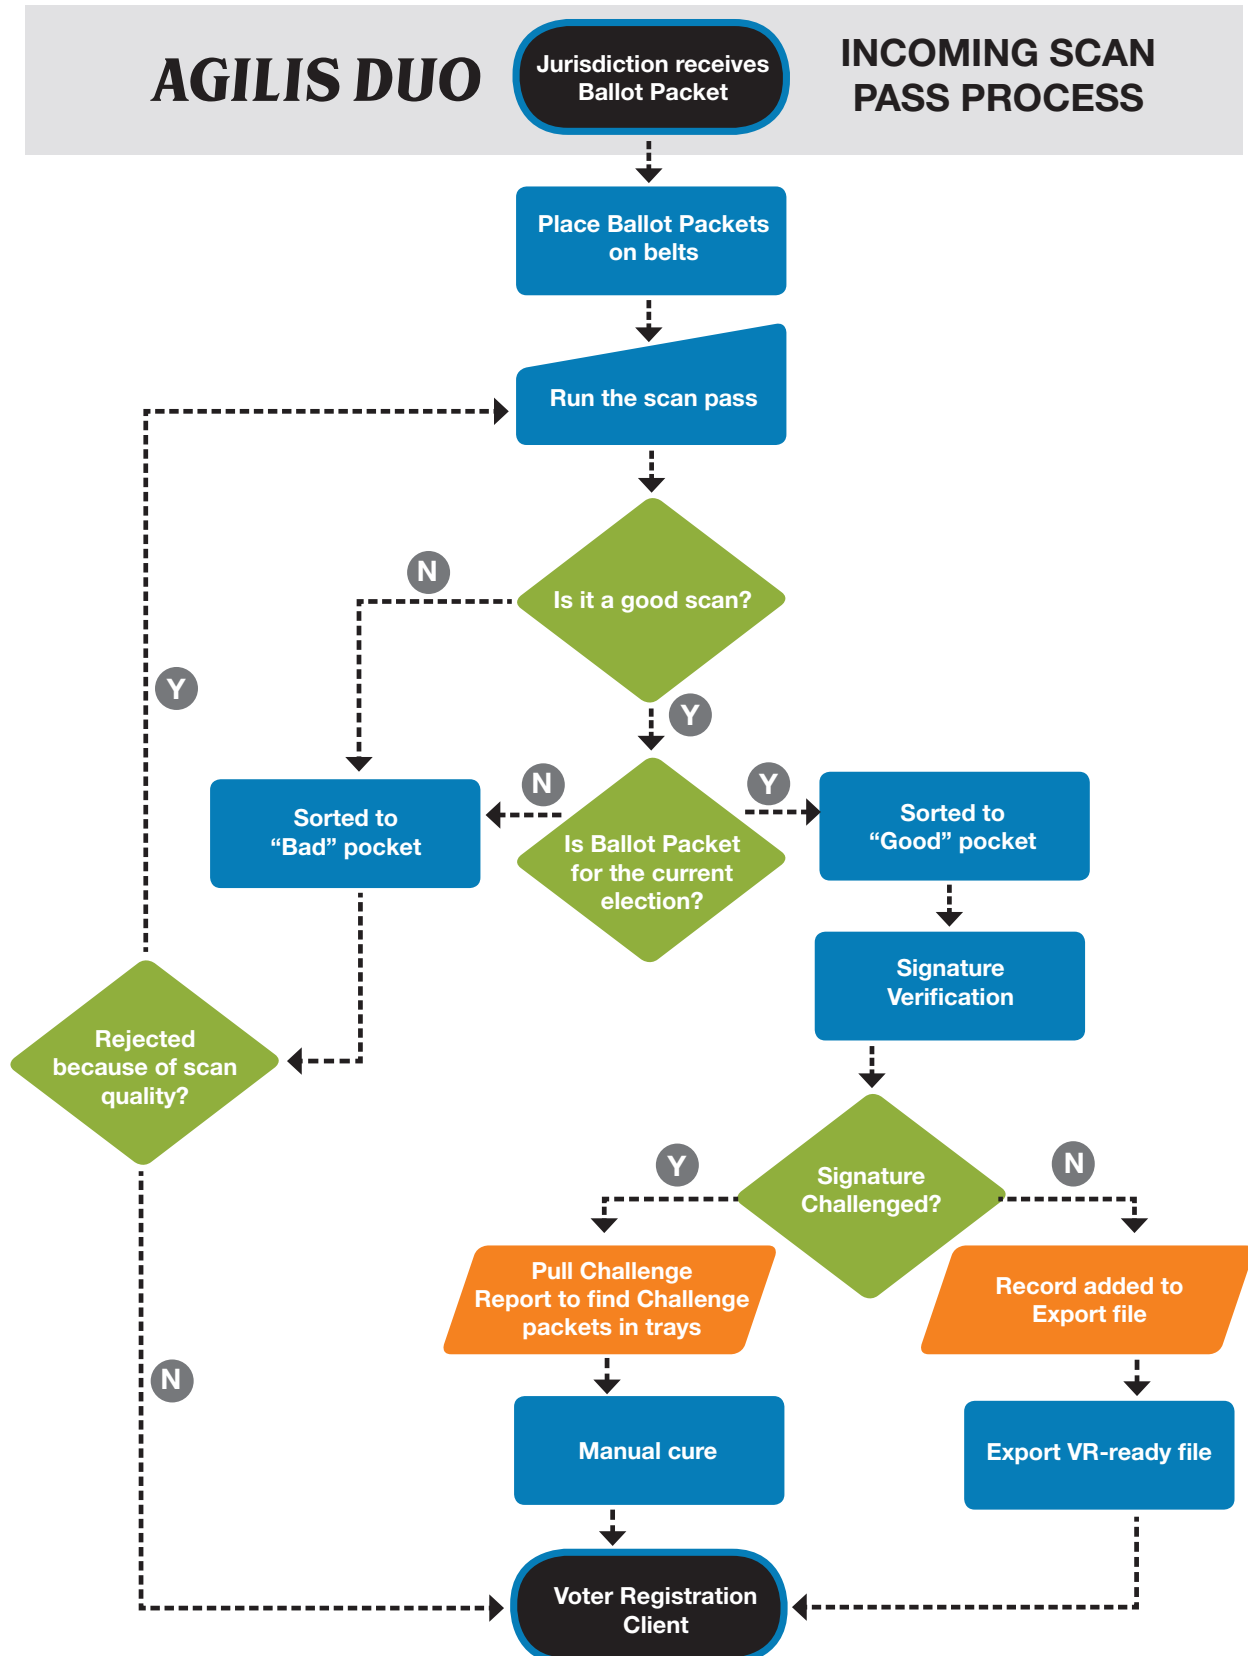 AGILIS DUO
Jurisdiction receives
Ballot Packet
INCOMING SCAN
PASS PROCESS
Place Ballot Packets
on belts
Run the scan pass
Is it a good scan?
N
Y
Y
Sorted to
“Bad” pocket
N
Is Ballot Packet
for the current
election?
Y
Sorted to
“Good” pocket
Signature
Verification
Rejected
because of scan
quality?
Signature
Challenged?
Y
N
Pull Challenge
Report to find Challenge
packets in trays
Record added to
Export file
N
Manual cure
Export VR-ready file
Voter Registration
Client